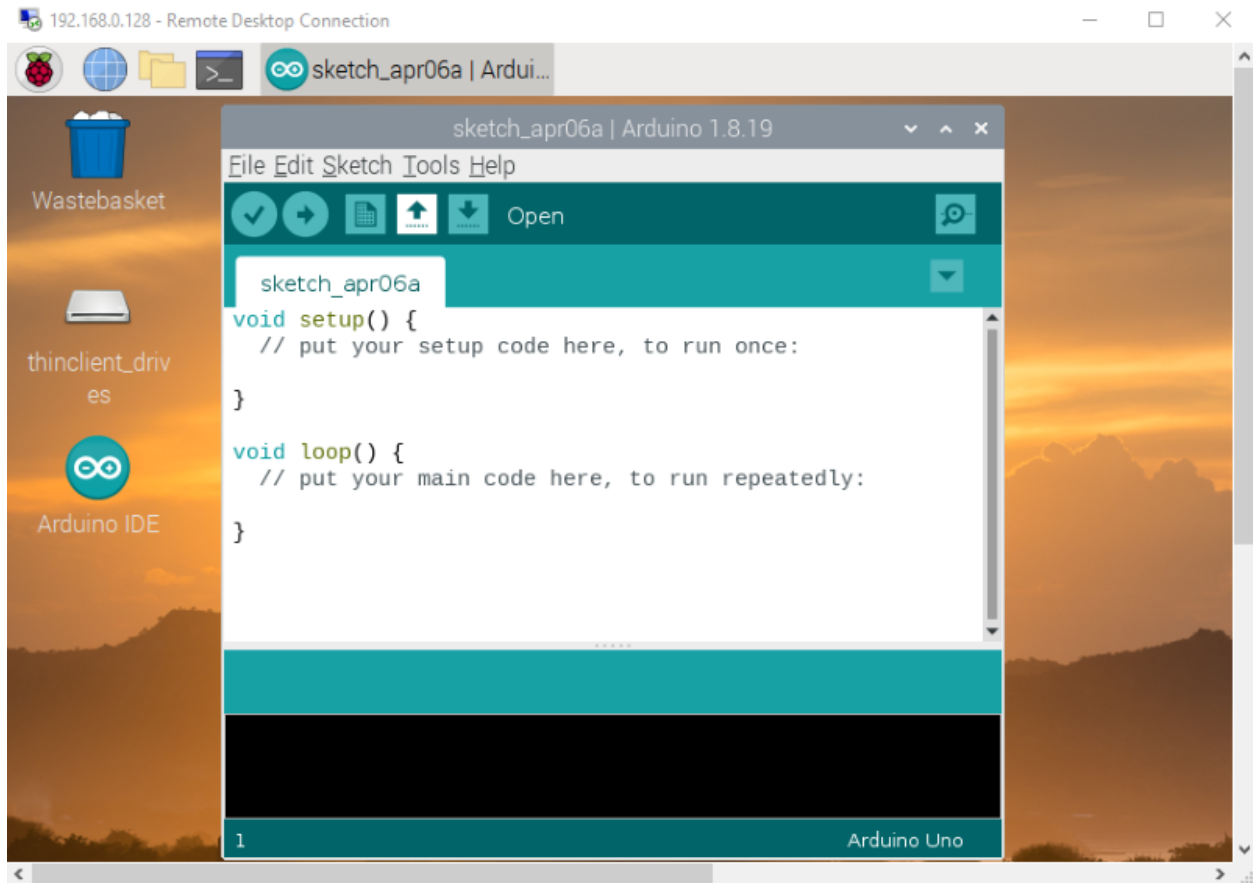 192.168.0.128 - Remote Desktop Connection
sketch_apr06a | Ardui...
Wastebasket
thinclient_driv
es
Arduino IDE
sketch_apr06a | Arduino 1.8.19
File Edit Sketch Tools Help
Open
sketch_apr06a
void setup() {
  // put your setup code here, to run once:
}
void loop() {
  // put your main code here, to run repeatedly:
}
1
Arduino Uno